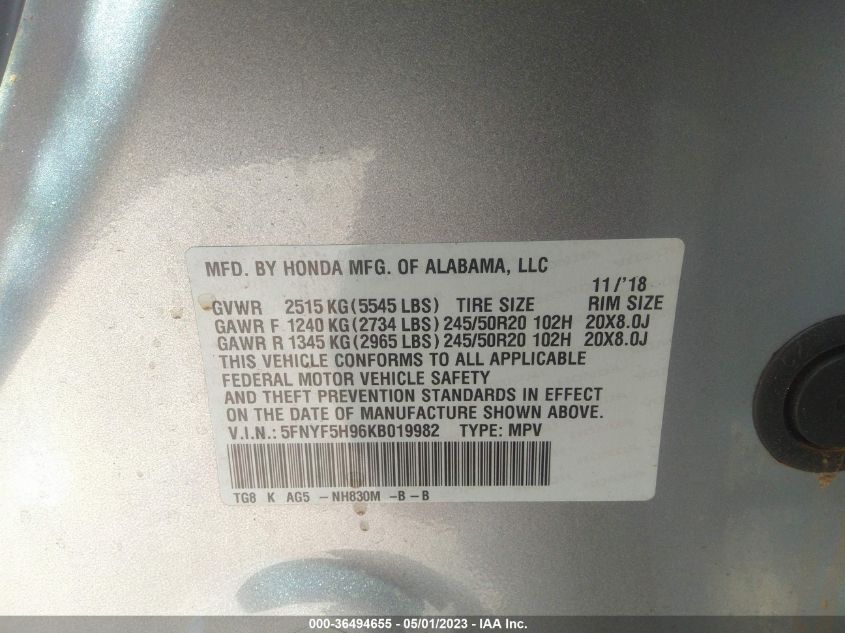 MFD. BY HONDA MFG. OF ALABAMA, LLC
11/'18
GVWR 2515 KG (5545 LBS) TIRE SIZE RIM SIZE
GAWR F 1240 KG (2734 LBS) 245/50R20 102H 20X8.0J
GAWR R 1345 KG (2965 LBS) 245/50R20 102H 20X8.0J
THIS VEHICLE CONFORMS TO ALL APPLICABLE
FEDERAL MOTOR VEHICLE SAFETY
AND THEFT PREVENTION STANDARDS IN EFFECT
ON THE DATE OF MANUFACTURE SHOWN ABOVE.
V.I.N.: 5FNYF5H96KB019982 TYPE: MPV
TG8 K AG5 - NH830M - B - B
000-36494655 - 05/01/2023 - IAA Inc.